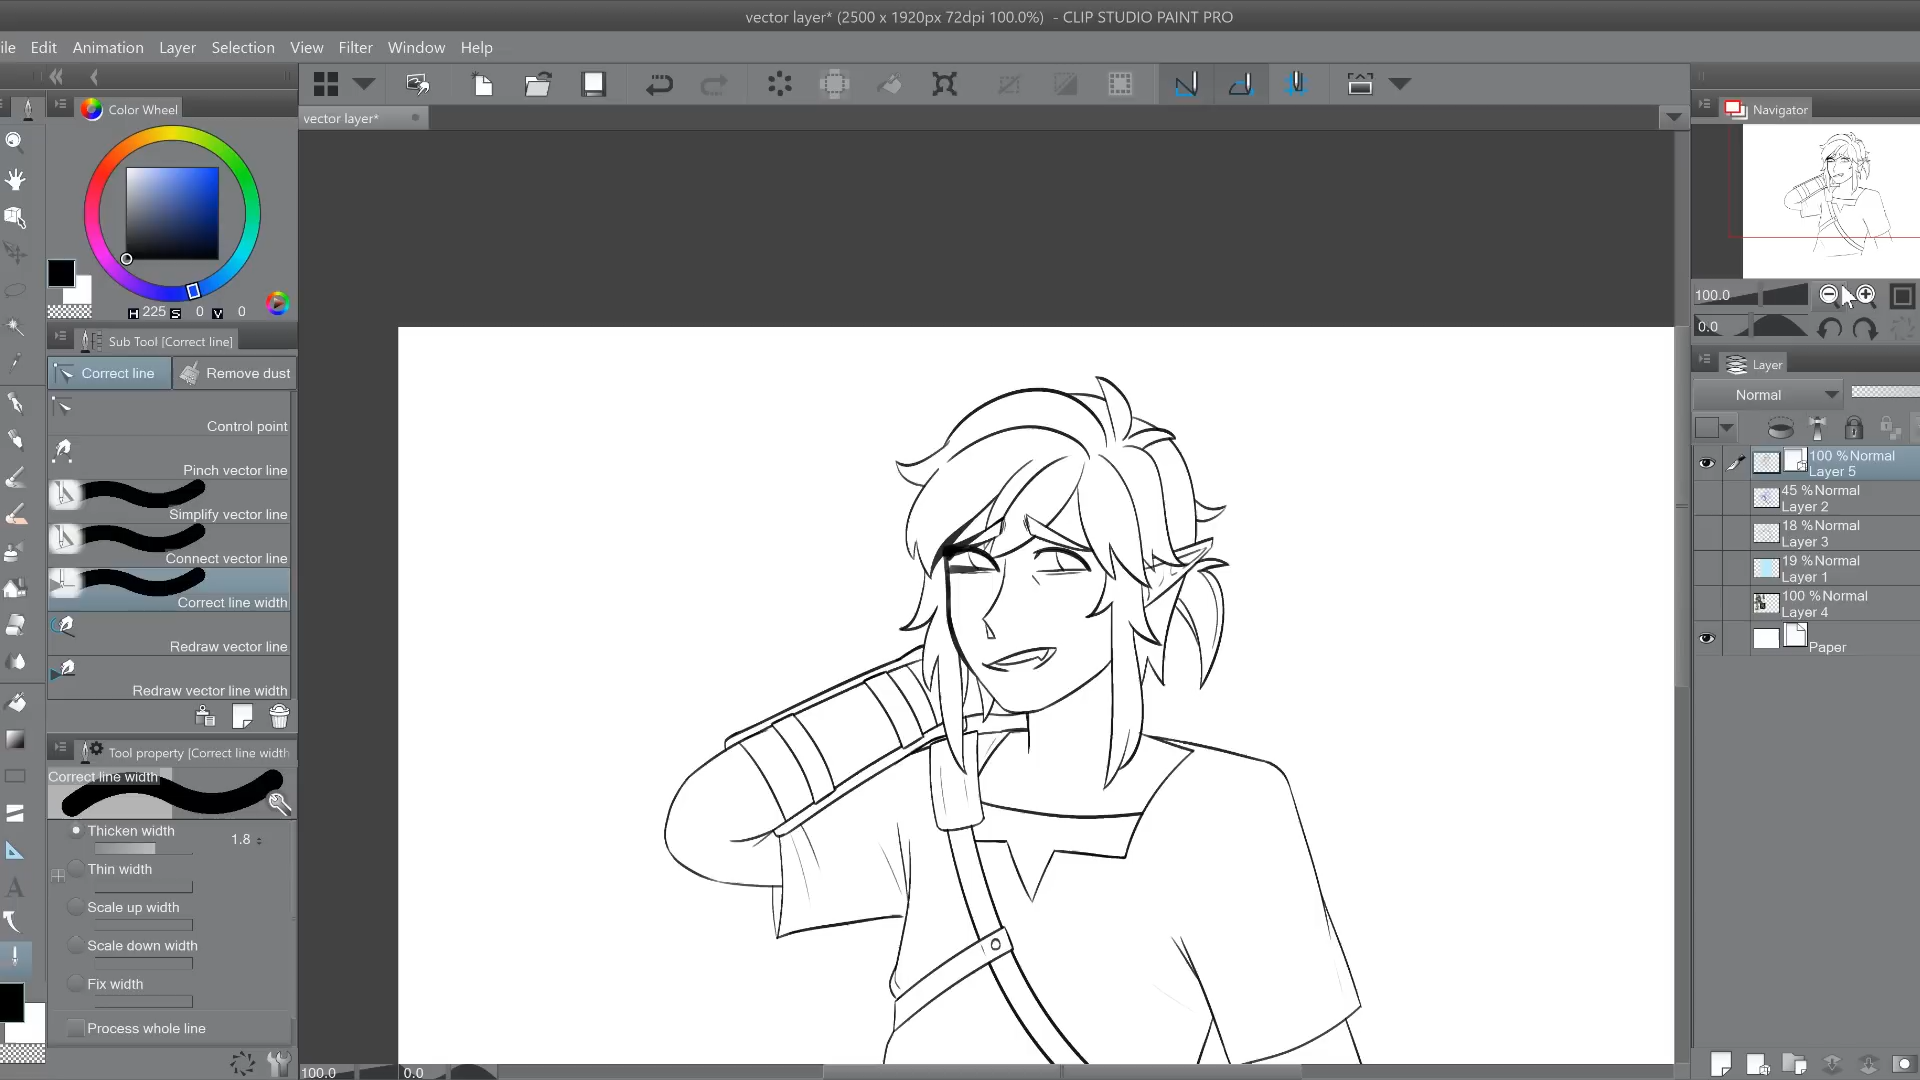 vector layer* (2500 x 1920px 72dpi 100.0%) - CLIP STUDIO PAINT PRO
ile Edit Animation Layer Selection View Filter Window Help
Color Wheel
vector layer*
Navigator
H 225 S 0 V 0
100.0
0.0
Sub Tool [Correct line]
Correct line Remove dust
Control point
Pinch vector line
Simplify vector line
Connect vector line
Correct line width
Redraw vector line
Redraw vector line width
Layer
Normal
100 %Normal
Layer 5
45 %Normal
Layer 2
18 %Normal
Layer 3
19 %Normal
Layer 1
100 %Normal
Layer 4
Paper
Tool property [Correct line width
Correct line width
Thicken width 1.8
Thin width
Scale up width
Scale down width
Fix width
Process whole line
100.0 0.0